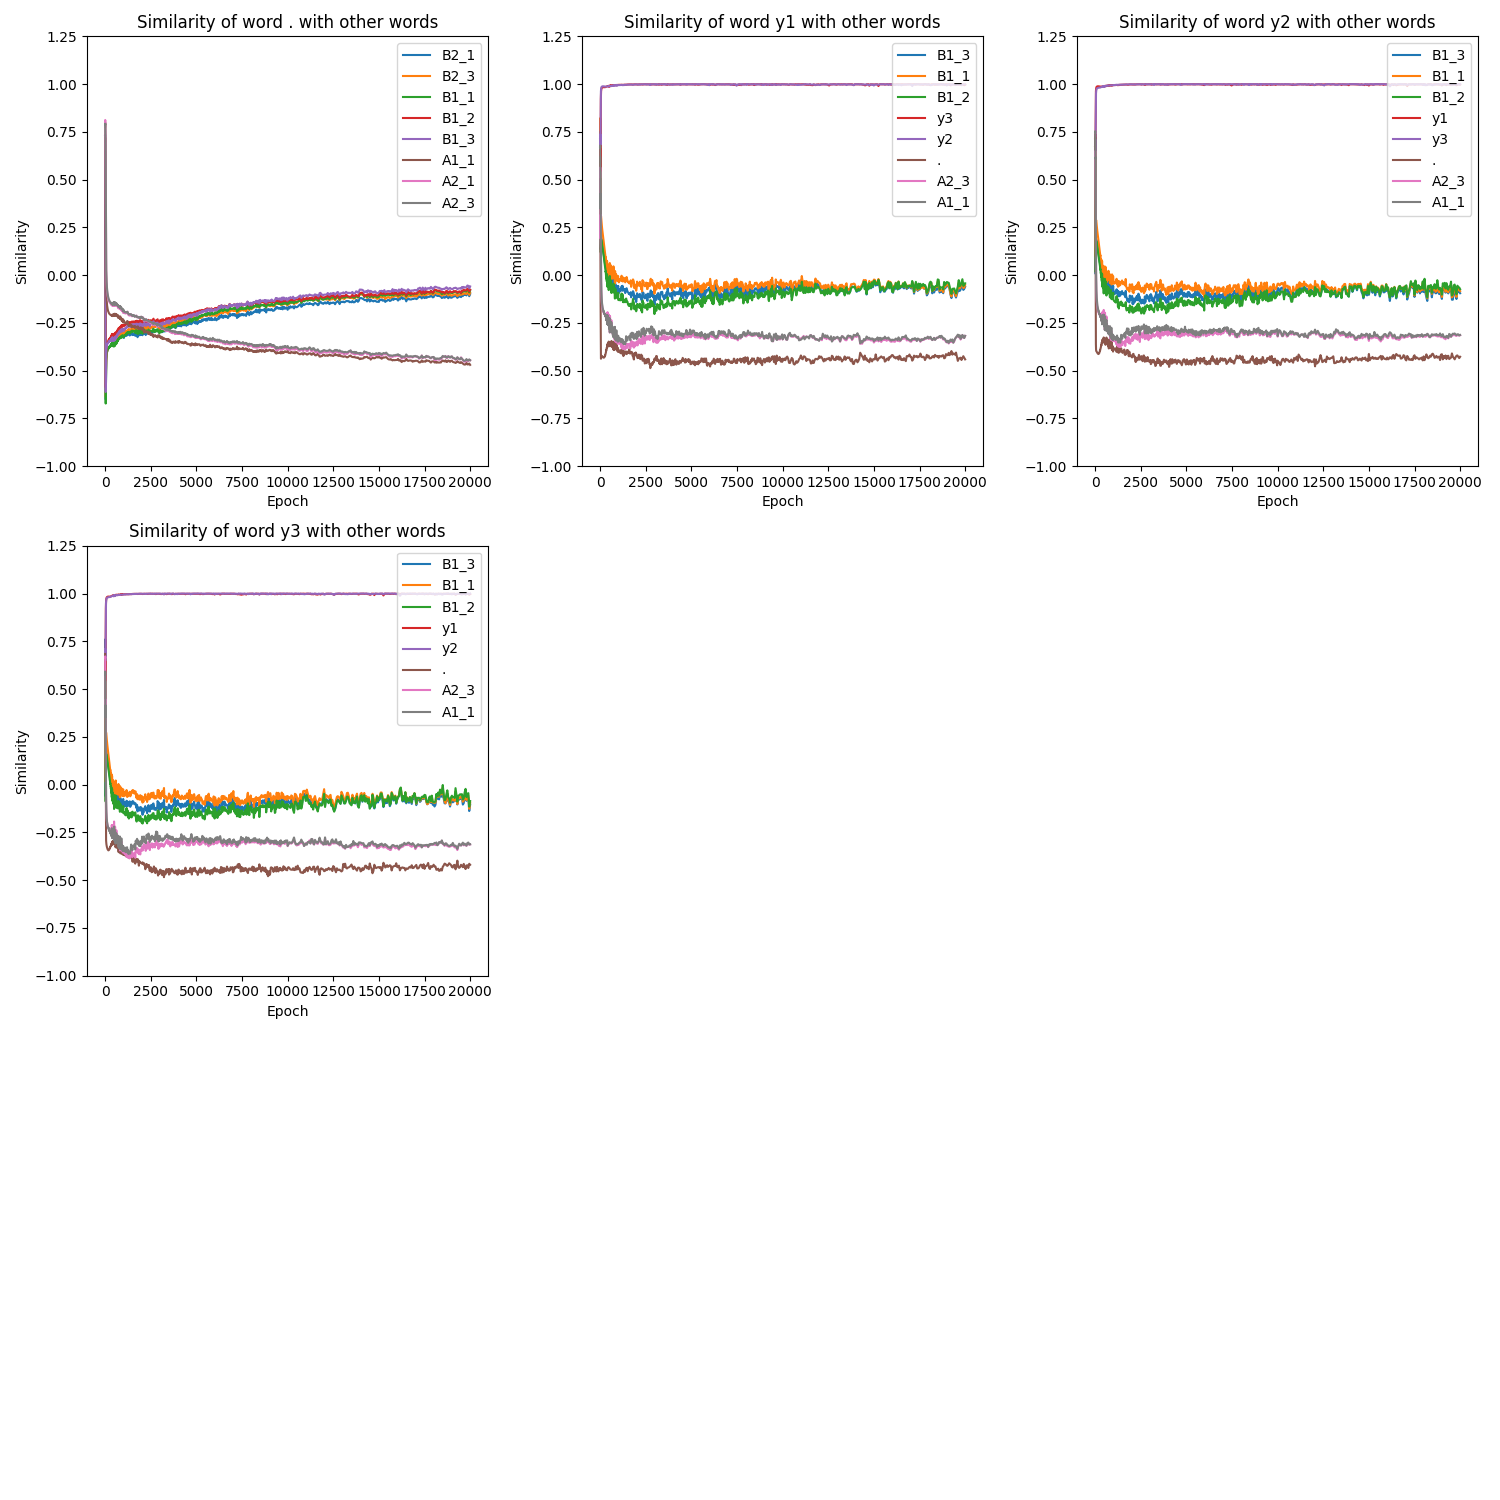 Similarity of word . with other words
Similarity
1.25
1.00
0.75
0.50
0.25
0.00
−0.25
−0.50
−0.75
−1.00
B2_1
B2_3
B1_1
B1_2
B1_3
A1_1
A2_1
A2_3
0 2500 5000 7500 10000 12500 15000 17500 20000
Epoch
Similarity of word y1 with other words
Similarity
1.25
1.00
0.75
0.50
0.25
0.00
−0.25
−0.50
−0.75
−1.00
B1_3
B1_1
B1_2
y3
y2
.
A2_3
A1_1
0 2500 5000 7500 10000 12500 15000 17500 20000
Epoch
Similarity of word y2 with other words
Similarity
1.25
1.00
0.75
0.50
0.25
0.00
−0.25
−0.50
−0.75
−1.00
B1_3
B1_1
B1_2
y1
y3
.
A2_3
A1_1
0 2500 5000 7500 10000 12500 15000 17500 20000
Epoch
Similarity of word y3 with other words
Similarity
1.25
1.00
0.75
0.50
0.25
0.00
−0.25
−0.50
−0.75
−1.00
B1_3
B1_1
B1_2
y1
y2
.
A2_3
A1_1
0 2500 5000 7500 10000 12500 15000 17500 20000
Epoch